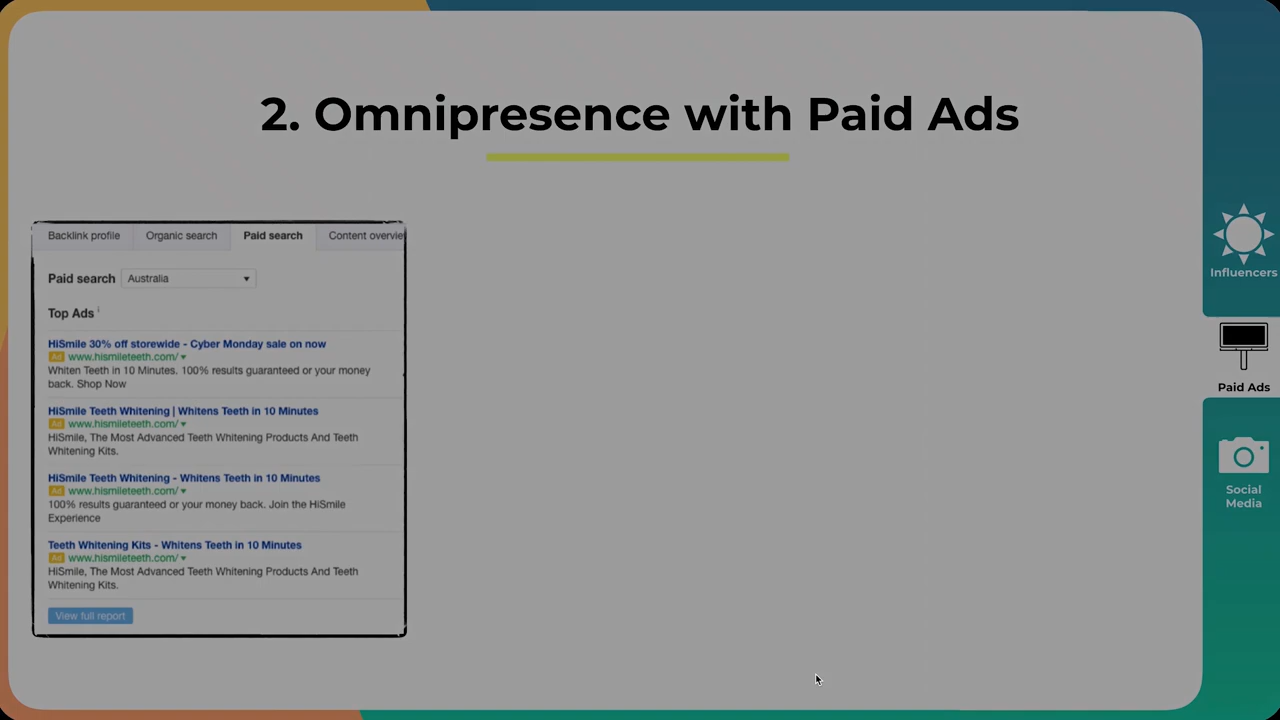 2. Omnipresence with Paid Ads
Backlink profile Organic search Paid search Content overvie
Paid search Australia
Top Ads i
HiSmile 30% off storewide - Cyber Monday sale on now
Ad www.hismileteeth.com/
Whiten Teeth in 10 Minutes. 100% results guaranteed or your money
back. Shop Now
HiSmile Teeth Whitening | Whitens Teeth in 10 Minutes
Ad www.hismileteeth.com/
HiSmile, The Most Advanced Teeth Whitening Products And Teeth
Whitening Kits.
HiSmile Teeth Whitening - Whitens Teeth in 10 Minutes
Ad www.hismileteeth.com/
100% results guaranteed or your money back. Join the HiSmile
Experience
Teeth Whitening Kits - Whitens Teeth in 10 Minutes
Ad www.hismileteeth.com/
HiSmile, The Most Advanced Teeth Whitening Products And Teeth
Whitening Kits.
View full report
Influencers
Paid Ads
Social
Media